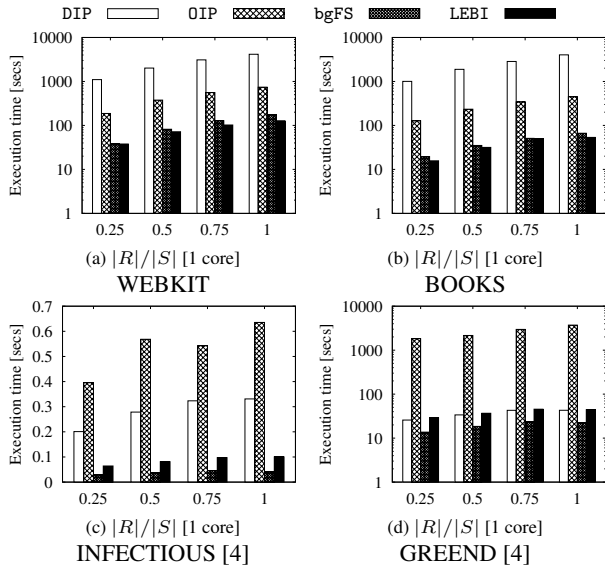 DIP OIP bgFS LEBI
Execution time [secs]
10000
1000
100
10
1
0.25 0.5 0.75 1
(a) |R|/|S| [1 core]
WEBKIT
Execution time [secs]
10000
1000
100
10
1
0.25 0.5 0.75 1
(b) |R|/|S| [1 core]
BOOKS
Execution time [secs]
0.7
0.6
0.5
0.4
0.3
0.2
0.1
0
0.25 0.5 0.75 1
(c) |R|/|S| [1 core]
INFECTIOUS [4]
Execution time [secs]
10000
1000
100
10
1
0.25 0.5 0.75 1
(d) |R|/|S| [1 core]
GREEND [4]